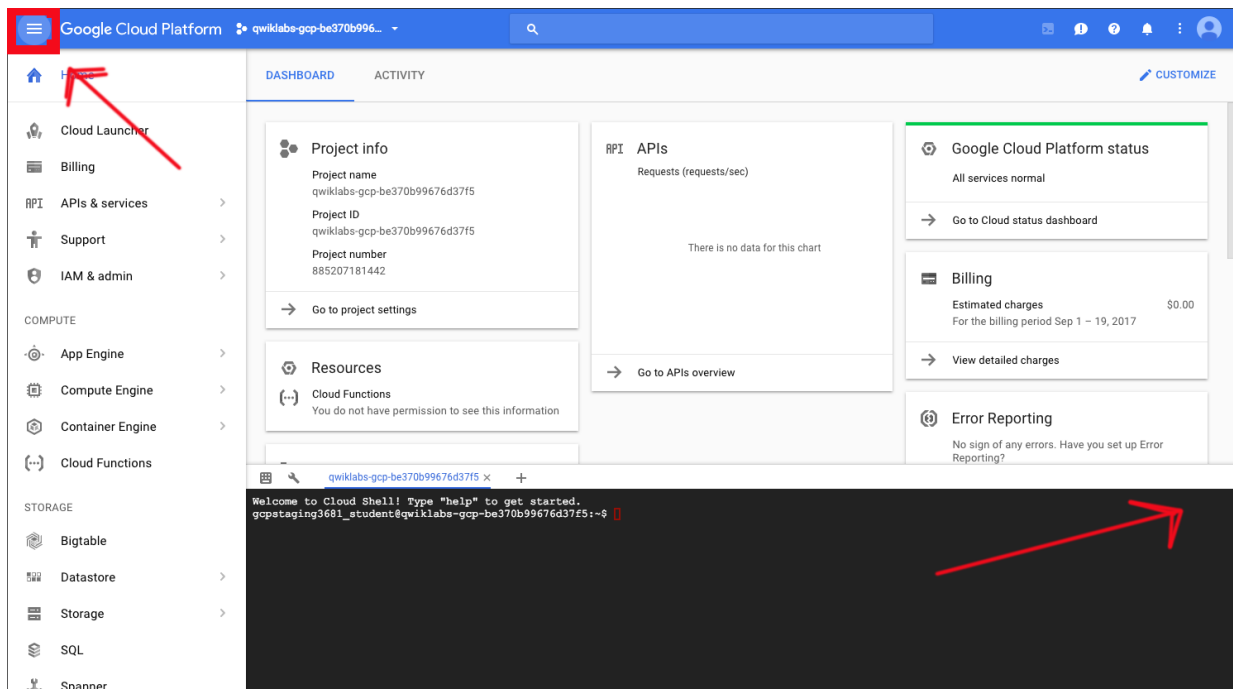 Google Cloud Platform
qwiklabs-gcp-be370b996...
Home
DASHBOARD
ACTIVITY
CUSTOMIZE
Cloud Launcher
Billing
API APIs & services
Support
IAM & admin
COMPUTE
App Engine
Compute Engine
Container Engine
Cloud Functions
STORAGE
Bigtable
Datastore
Storage
SQL
Spanner
Project info
Project name
qwiklabs-gcp-be370b99676d37f5
Project ID
qwiklabs-gcp-be370b99676d37f5
Project number
885207181442
Go to project settings
Resources
Cloud Functions
You do not have permission to see this information
API APIs
Requests (requests/sec)
There is no data for this chart
Go to APIs overview
Google Cloud Platform status
All services normal
Go to Cloud status dashboard
Billing
Estimated charges $0.00
For the billing period Sep 1 – 19, 2017
View detailed charges
Error Reporting
No sign of any errors. Have you set up Error
Reporting?
qwiklabs-gcp-be370b99676d37f5
Welcome to Cloud Shell! Type "help" to get started.
gcpstaging3681_student@qwiklabs-gcp-be370b99676d37f5:~$